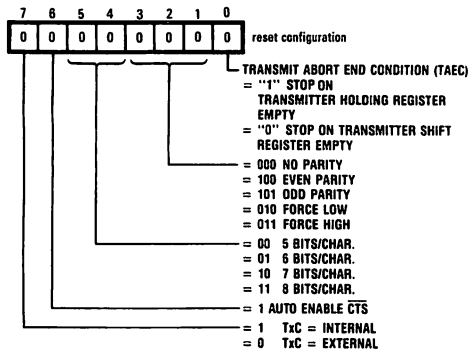 7 6 5 4 3 2 1 0
0 0 0 0 0 0 0 0 reset configuration
TRANSMIT ABORT END CONDITION (TAEC)
= "1" STOP ON
TRANSMITTER HOLDING REGISTER
EMPTY
= "0" STOP ON TRANSMITTER SHIFT
REGISTER EMPTY
= 000 NO PARITY
= 100 EVEN PARITY
= 101 ODD PARITY
= 010 FORCE LOW
= 011 FORCE HIGH
= 00 5 BITS/CHAR.
= 01 6 BITS/CHAR.
= 10 7 BITS/CHAR.
= 11 8 BITS/CHAR.
= 1 AUTO ENABLE C̅T̅S̅
= 1 TxC = INTERNAL
= 0 TxC = EXTERNAL